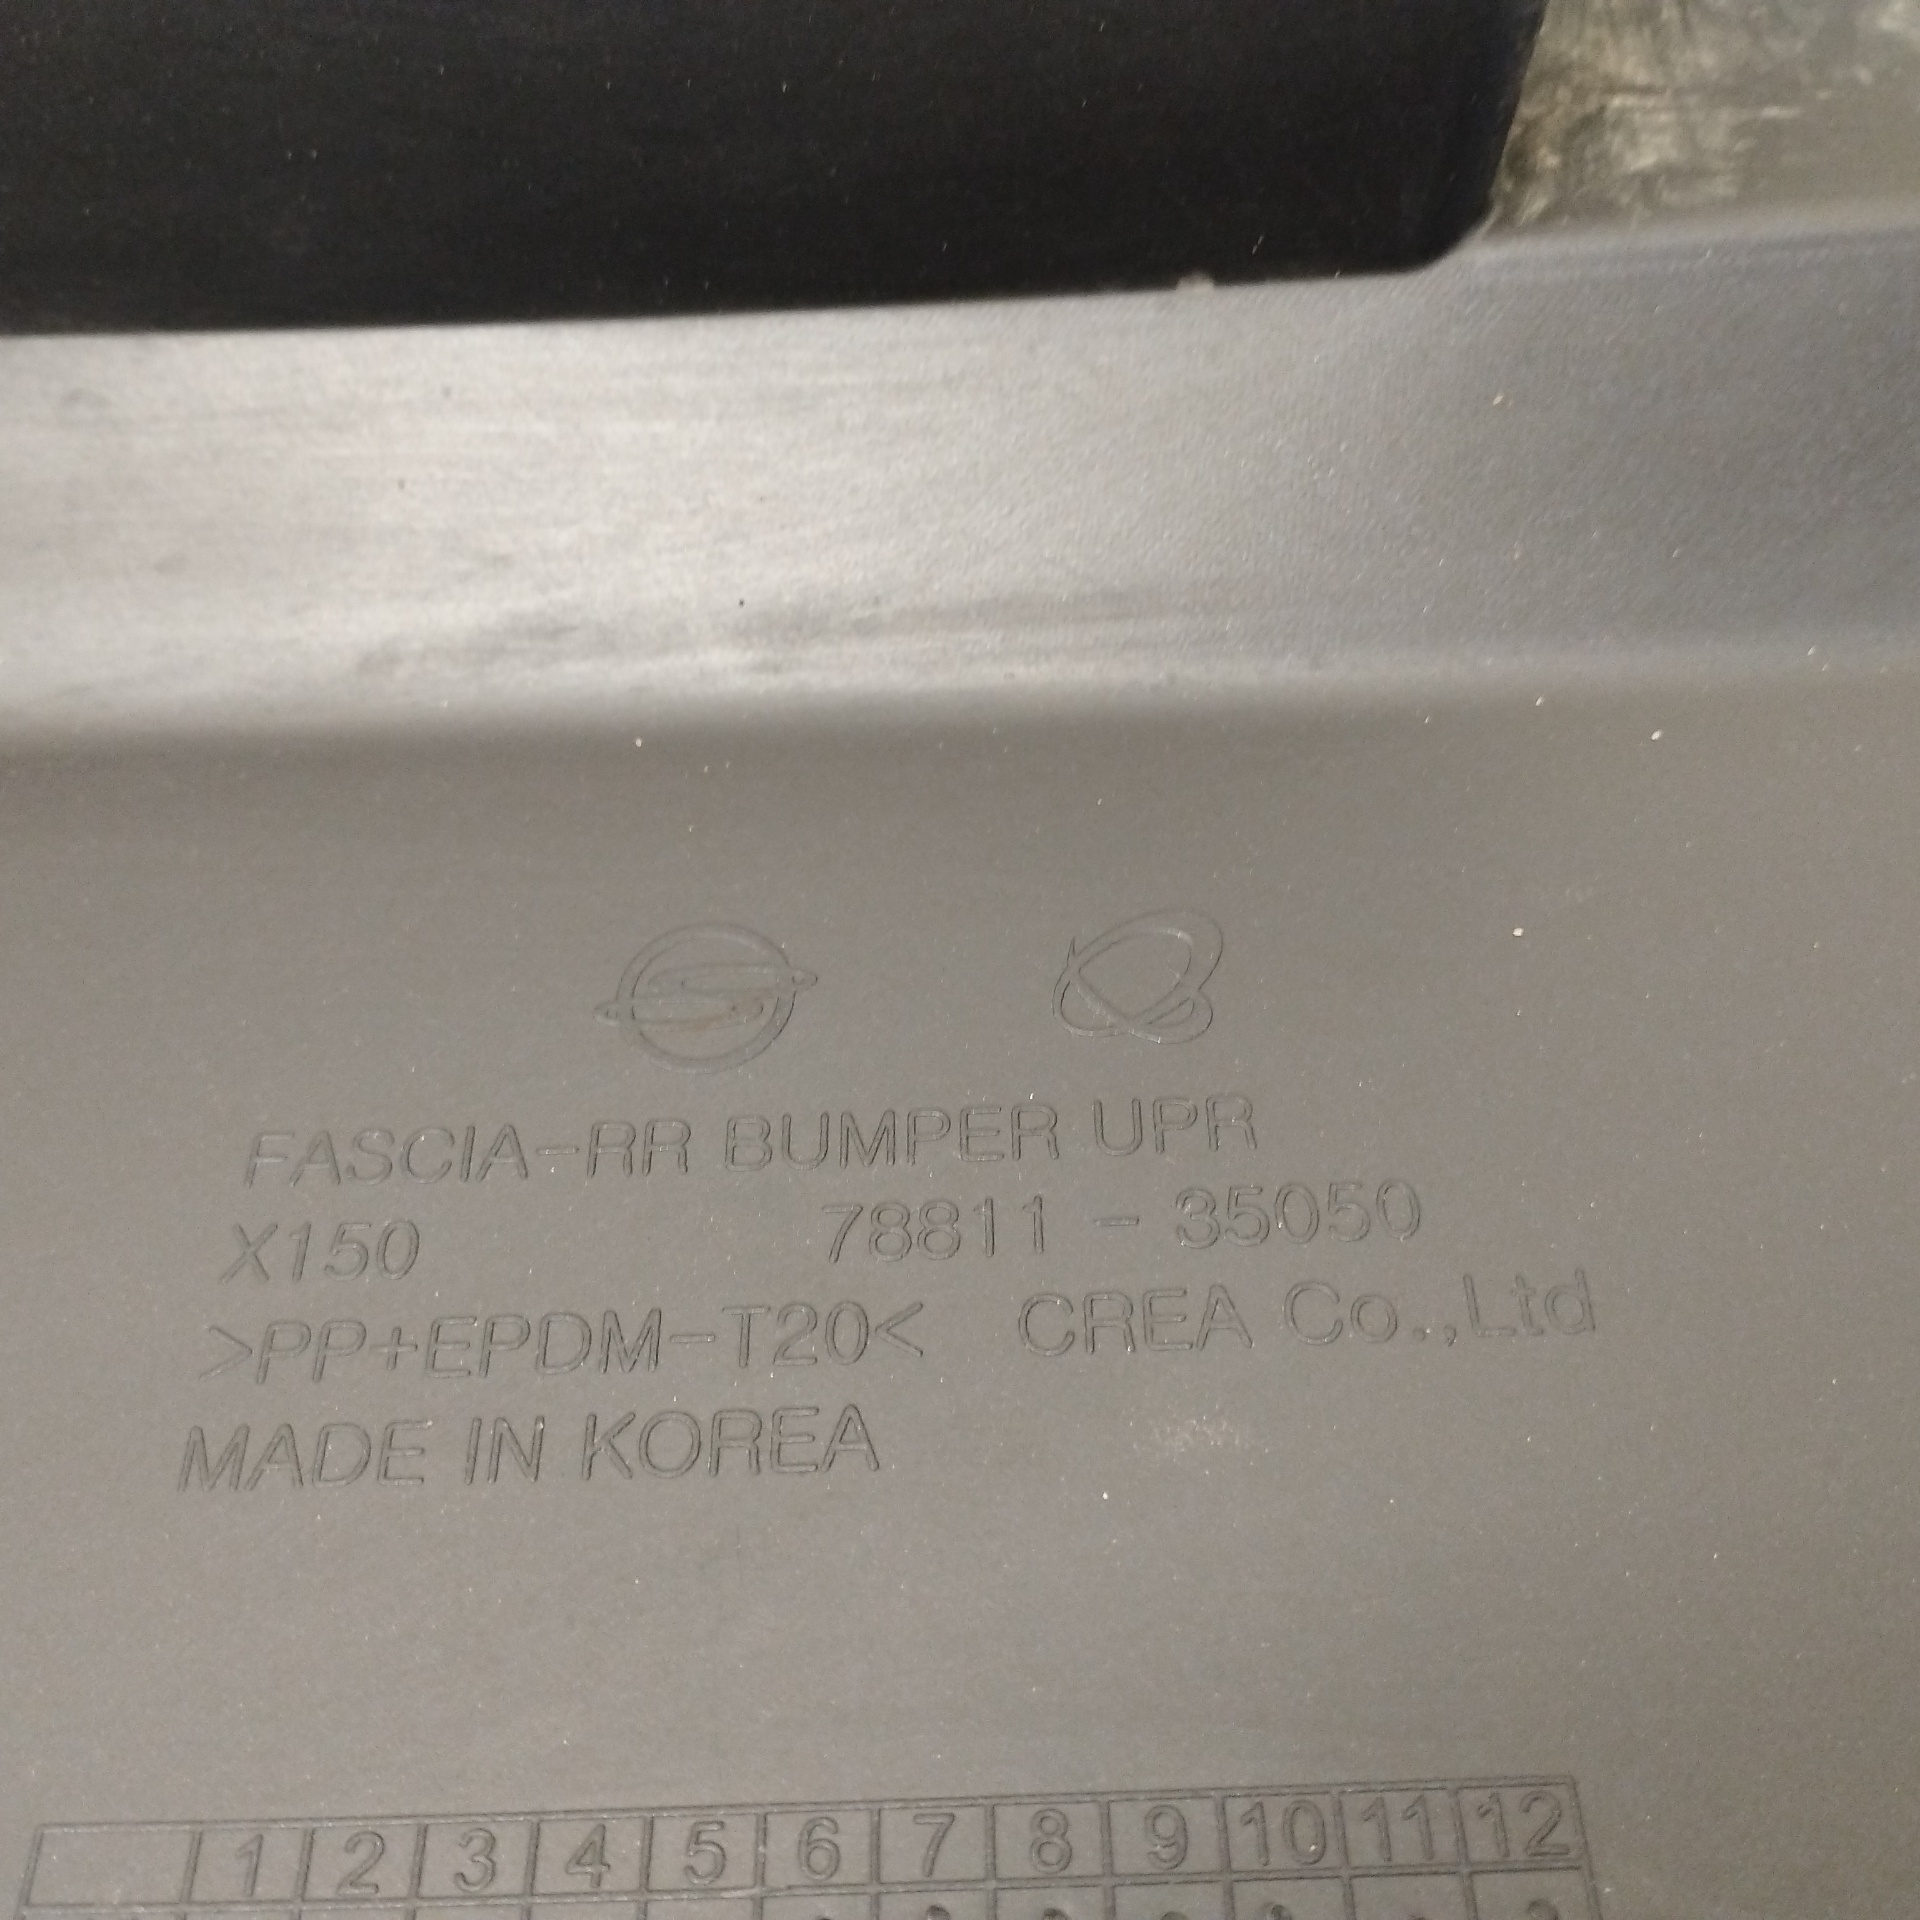 FASCIA-RR BUMPER UPR
X150 78811 - 35050
>PP+EPDM-T20< CREA Co.,Ltd
MADE IN KOREA
1 2 3 4 5 6 7 8 9 10 11 12